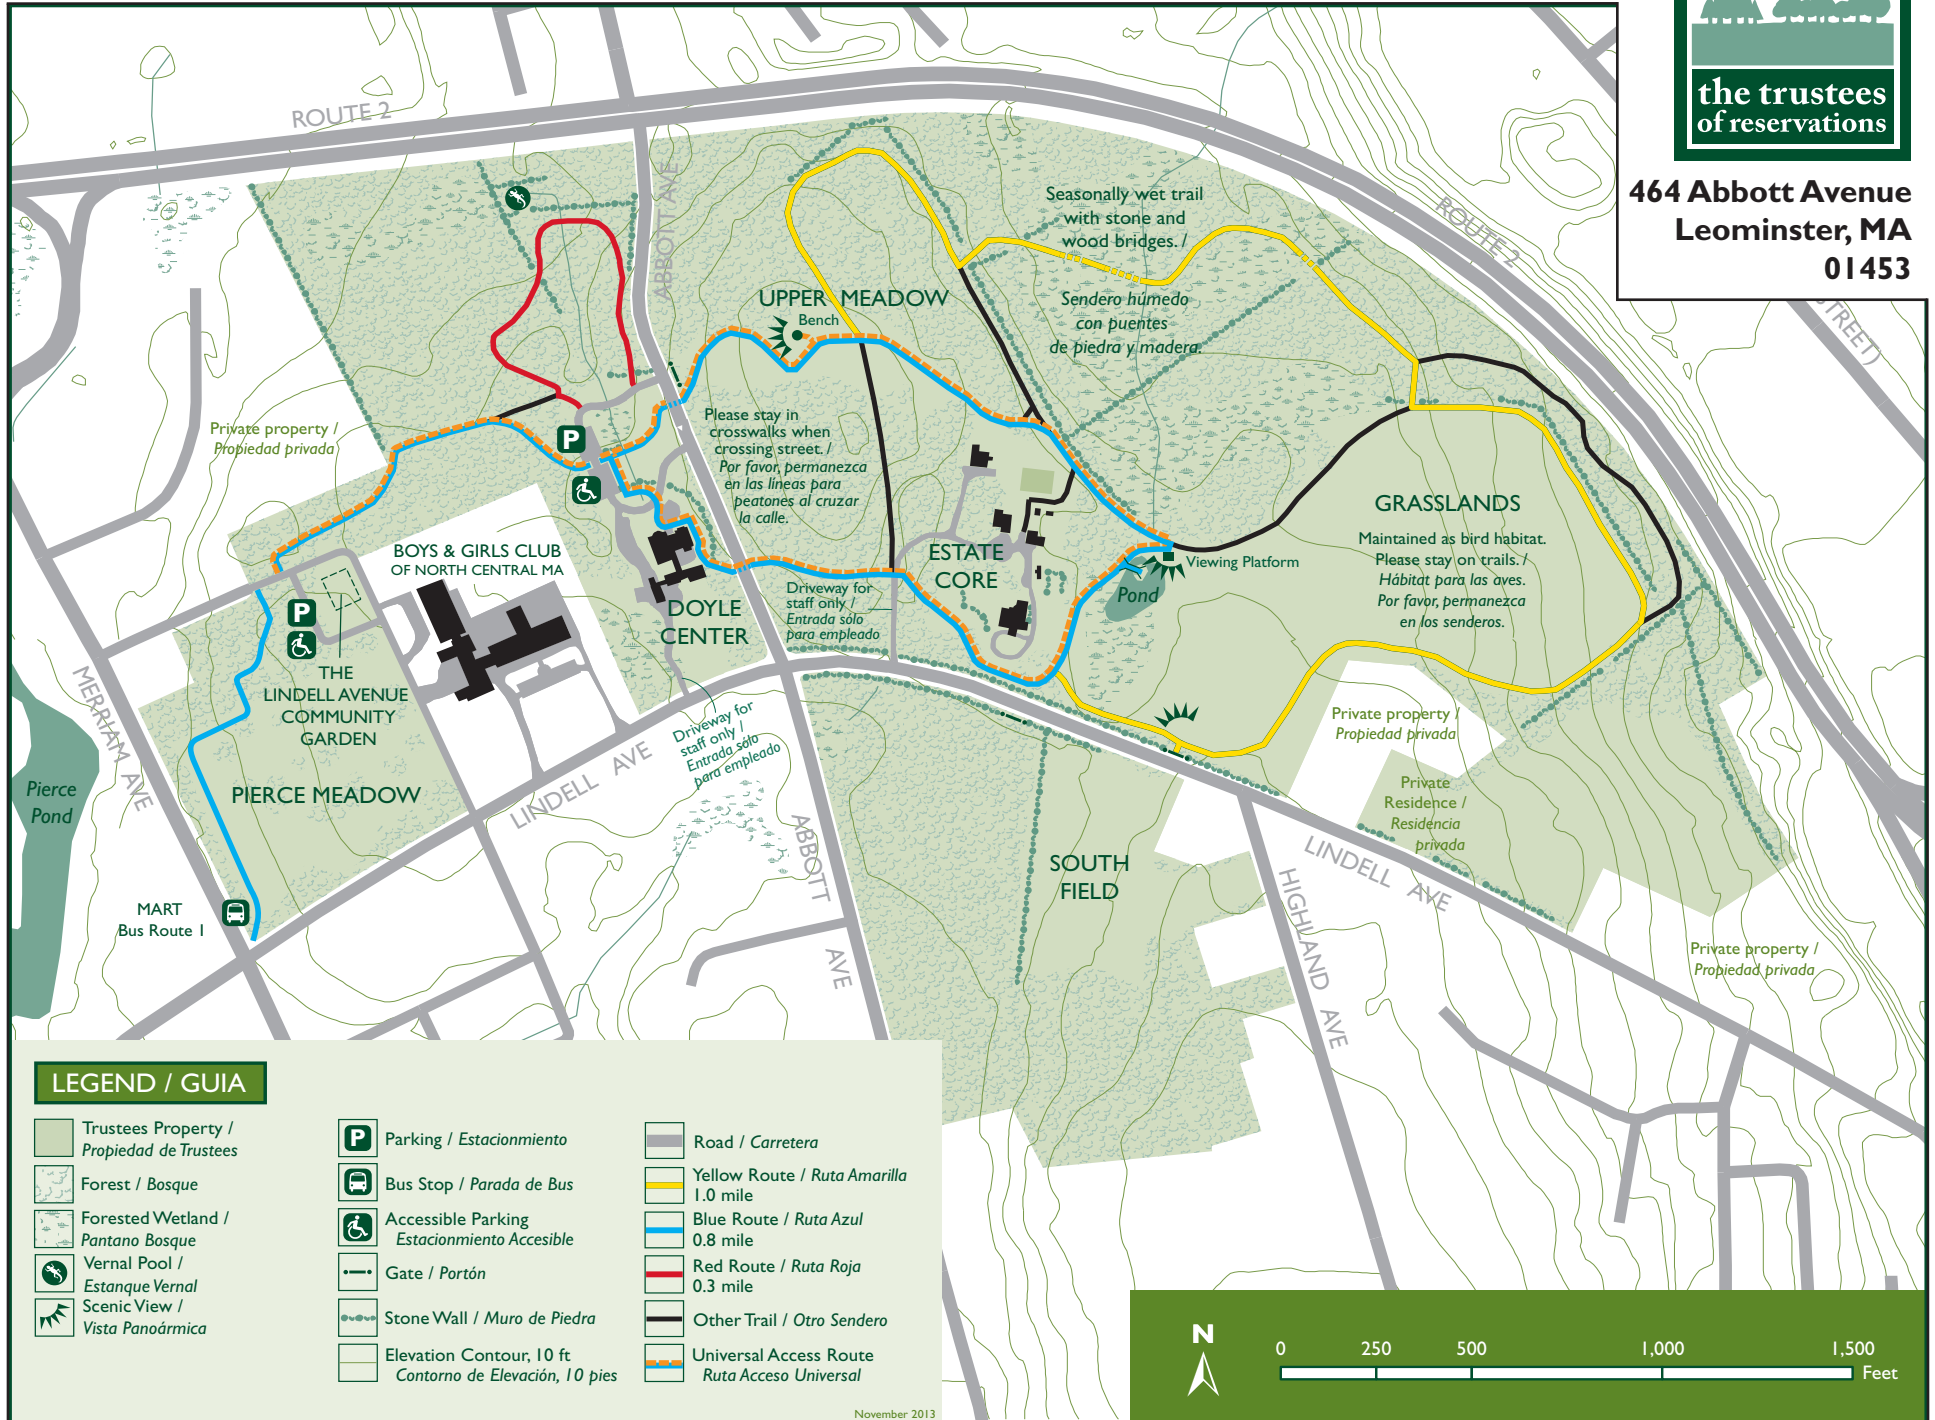 the trustees
of reservations
464 Abbott Avenue
Leominster, MA
01453
ROUTE 2
ABBOTT AVE
ROUTE 2
STREET)
Seasonally wet trail
with stone and
wood bridges. /
Sendero húmedo
con puentes
de piedra y madera.
UPPER MEADOW
Bench
Private property /
Propiedad privada
P
Please stay in
crosswalks when
crossing street. /
Por favor, permanezca
en las líneas para
peatones al cruzar
la calle.
GRASSLANDS
Maintained as bird habitat.
Please stay on trails. /
Hábitat para las aves.
Por favor, permanezca
en los senderos.
BOYS & GIRLS CLUB
OF NORTH CENTRAL MA
ESTATE
CORE
Viewing Platform
Pond
Driveway for
staff only /
Entrada sólo
para empleado
DOYLE
CENTER
P
THE
LINDELL AVENUE
COMMUNITY
GARDEN
MERRIAM AVE
Driveway for
staff only /
Entrada sólo
para empleado
Private property /
Propiedad privada
Private
Residence /
Residencia
privada
Pierce
Pond
PIERCE MEADOW
LINDELL AVE
ABBOTT AVE
SOUTH
FIELD
HIGHLAND AVE
LINDELL AVE
MART
Bus Route 1
Private property /
Propiedad privada
LEGEND / GUIA
Trustees Property /
Propiedad de Trustees
Forest / Bosque
Forested Wetland /
Pantano Bosque
Vernal Pool /
Estanque Vernal
Scenic View /
Vista Panoármica
P
Parking / Estacionmiento
Bus Stop / Parada de Bus
Accessible Parking
Estacionmiento Accesible
Gate / Portón
Stone Wall / Muro de Piedra
Elevation Contour, 10 ft
Contorno de Elevación, 10 pies
Road / Carretera
Yellow Route / Ruta Amarilla
1.0 mile
Blue Route / Ruta Azul
0.8 mile
Red Route / Ruta Roja
0.3 mile
Other Trail / Otro Sendero
Universal Access Route
Ruta Acceso Universal
November 2013
N
0 250 500 1,000 1,500
Feet